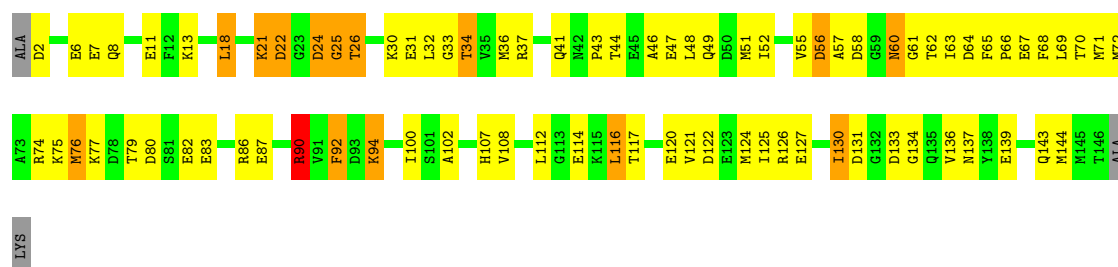 ALA D2 E6 E7 Q8 E11 F12 K13 L18 K21 D22 G23 D24 G25 T26 K30 E31 L32 G33 T34 V35 M36 R37 Q41 N42 P43 T44 E45 A46 E47 L48 Q49 D50 M51 I52 V55 D56 A57 D58 G59 N60 G61 T62 I63 D64 F65 P66 E67 F68 L69 T70 M71 M72
A73 R74 K75 M76 K77 D78 T79 D80 S81 E82 E83 R86 E87 R90 V91 F92 D93 K94 I100 S101 A102 H107 V108 L112 G113 E114 K115 L116 T117 E120 V121 D122 E123 M124 I125 R126 E127 I130 D131 G132 D133 G134 Q135 V136 N137 Y138 E139 Q143 M144 M145 T146 ALA
LYS